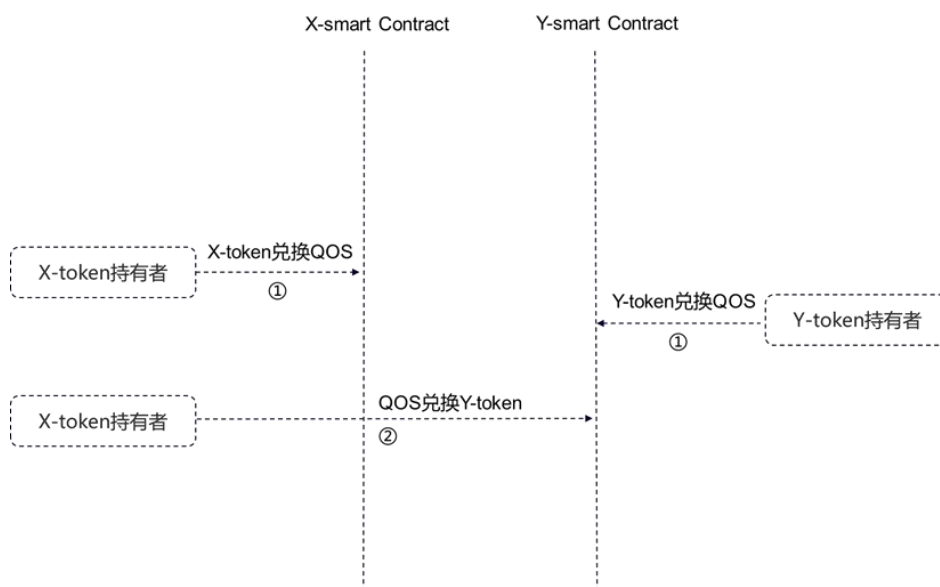 X-smart Contract
Y-smart Contract
X-token兑换QOS
X-token持有者
①
Y-token兑换QOS
Y-token持有者
①
QOS兑换Y-token
X-token持有者
②